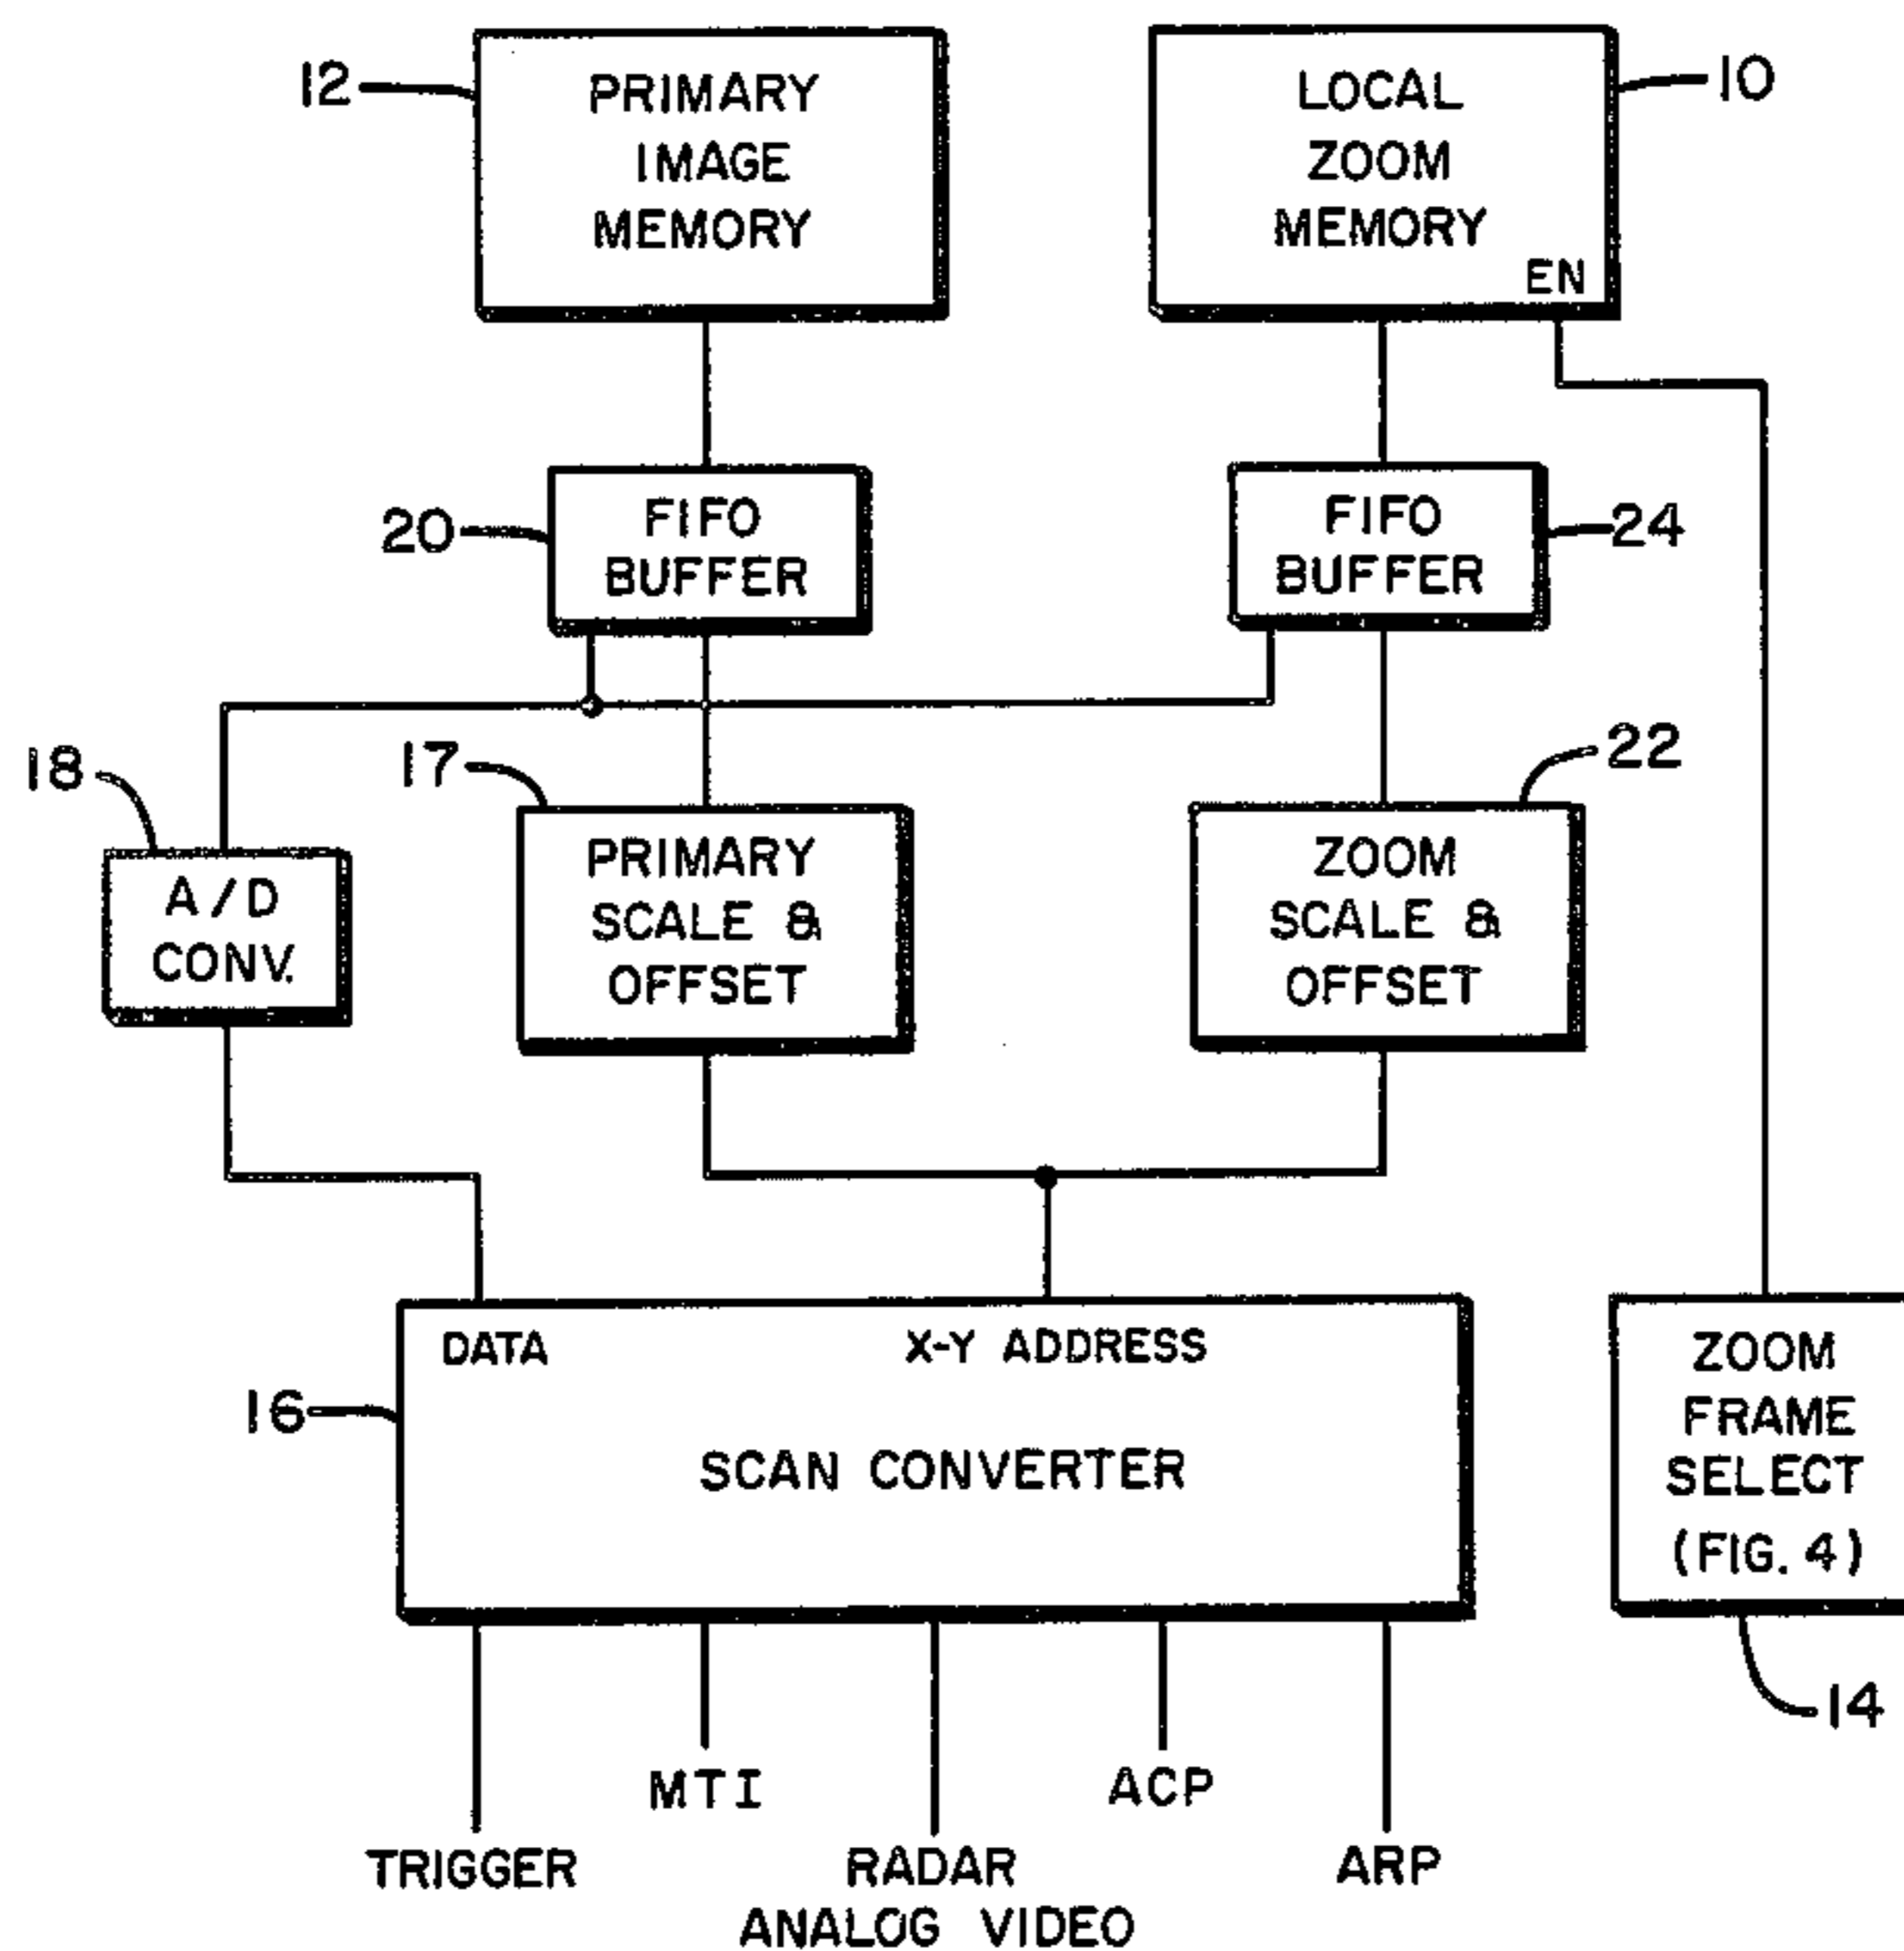 12
PRIMARY
IMAGE
MEMORY
LOCAL
ZOOM
MEMORY
EN
10
20
FIFO
BUFFER
FIFO
BUFFER
24
18
A/D
CONV.
17
PRIMARY
SCALE &
OFFSET
22
ZOOM
SCALE &
OFFSET
DATA
X-Y ADDRESS
16
SCAN CONVERTER
ZOOM
FRAME
SELECT
(FIG. 4)
14
TRIGGER
MTI
RADAR
ANALOG VIDEO
ACP
ARP